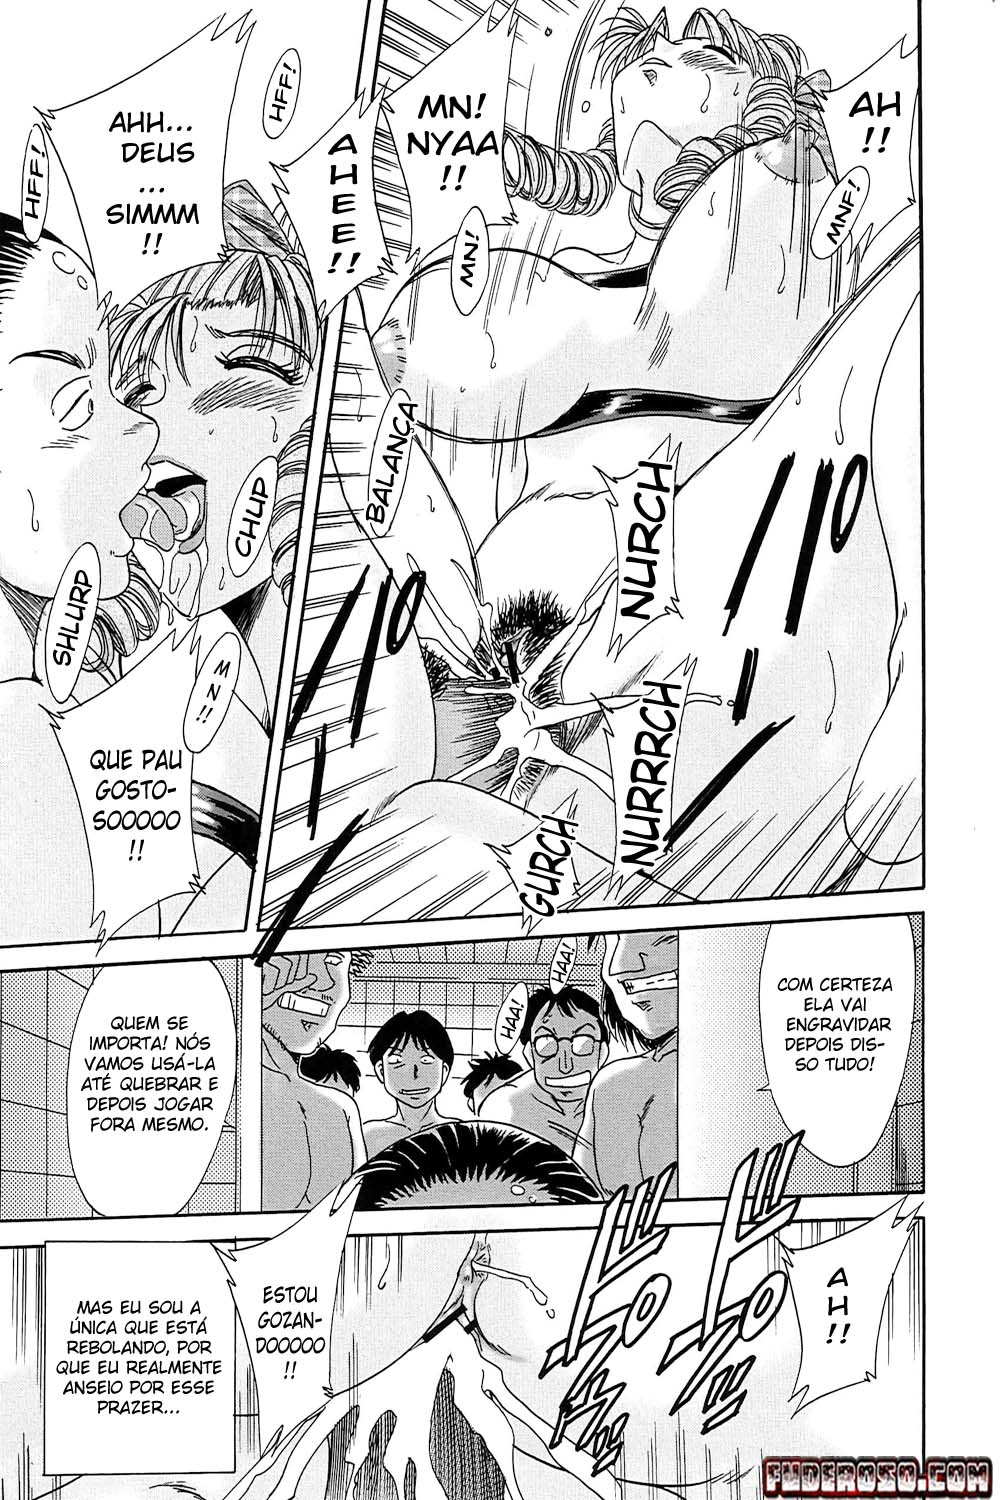 AH
!!
MN!
NYAA
!!
MNF!
MN!
AHEE!!
BALANÇA
NURCH
NURRRCH
GURCH
HFF!
AHH...
DEUS
...
SIMMM
!!
HFF!
CHUP
SHLURP
MN!!
QUE PAU
GOSTO-
SOOOOO
!!
COM CERTEZA
ELA VAI
ENGRAVIDAR
DEPOIS DIS-
SO TUDO!
HAA!
HAA!
QUEM SE
IMPORTA! NÓS
VAMOS USÁ-LA
ATÉ QUEBRAR E
DEPOIS JOGAR
FORA MESMO.
AH!!
ESTOU
GOZAN-
DOOOOO
!!
MAS EU SOU A
ÚNICA QUE ESTÁ
REBOLANDO, POR
QUE EU REALMENTE
ANSEIO POR ESSE
PRAZER...
FUDEROSO.COM